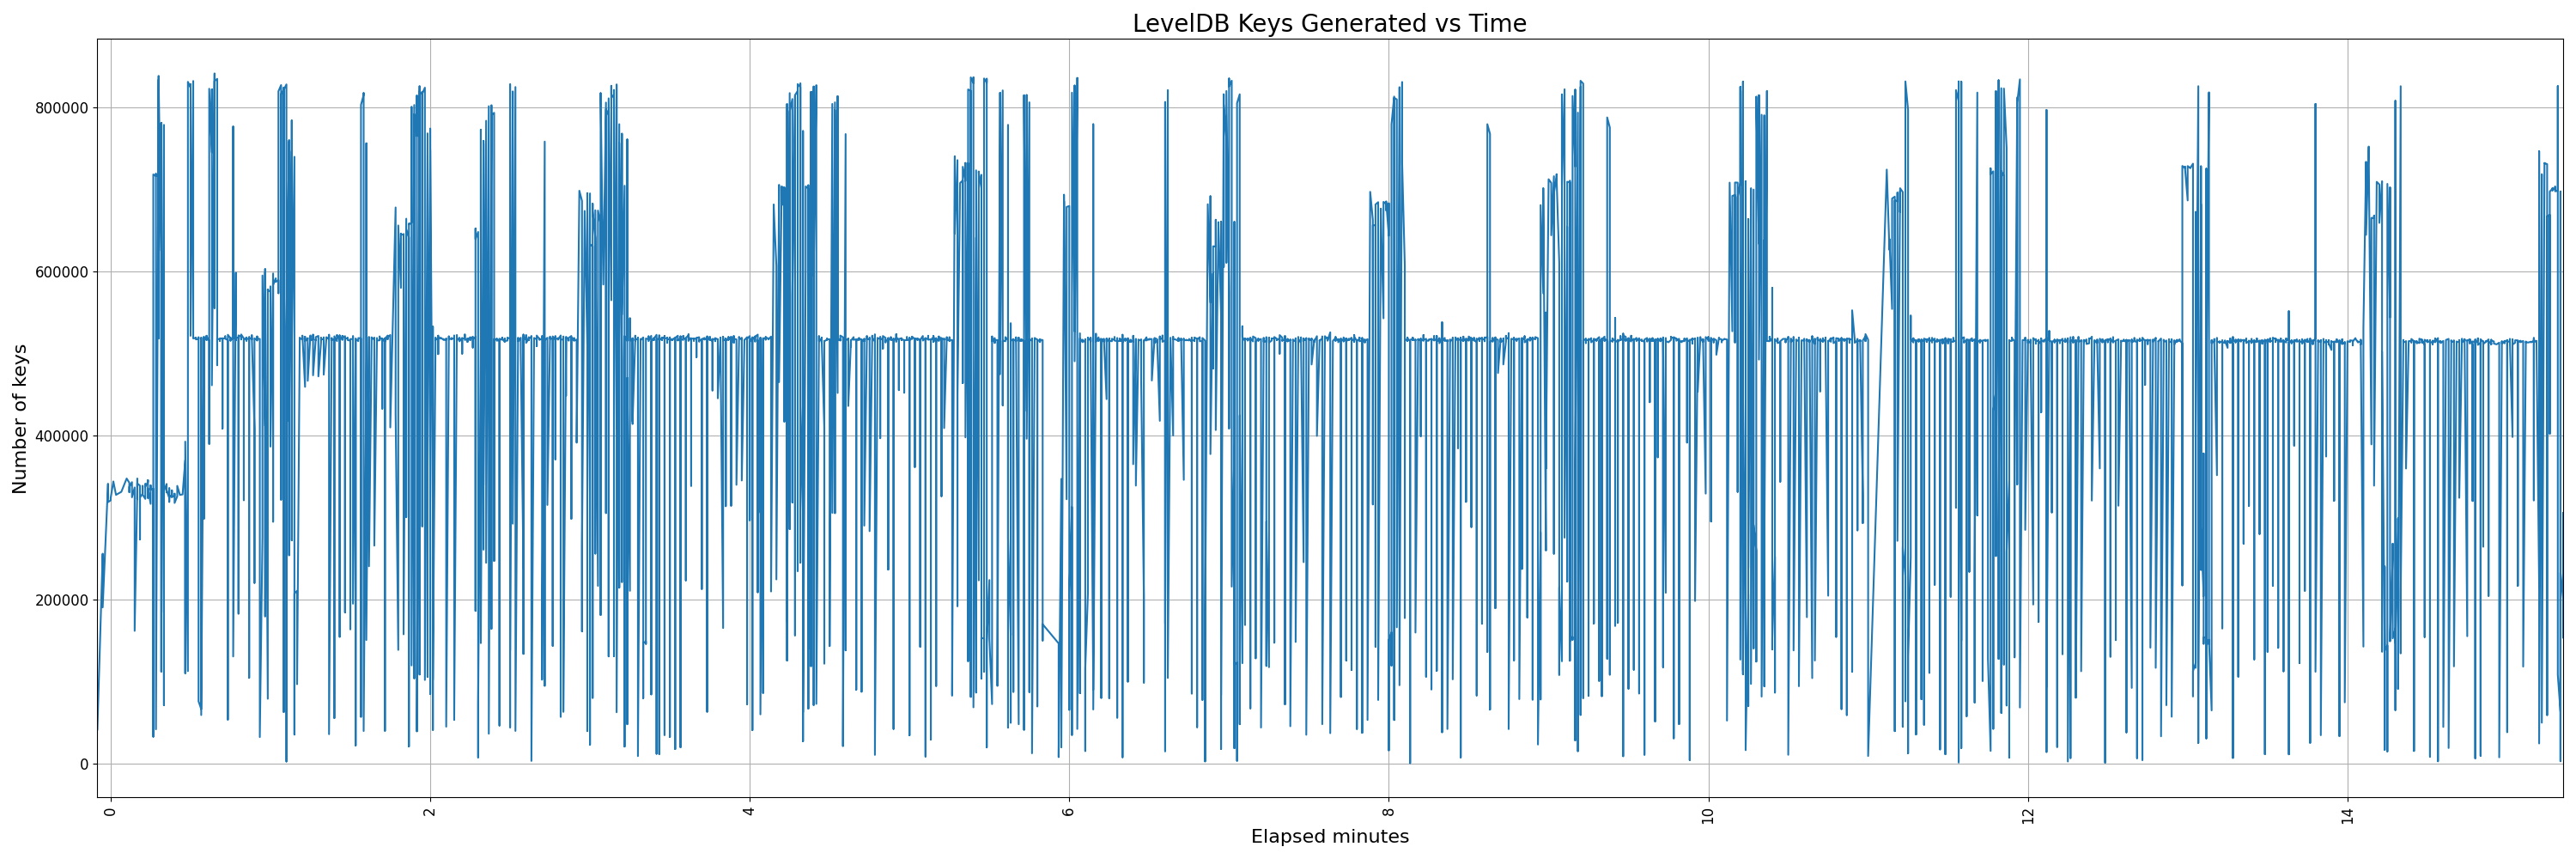 LevelDB Keys Generated vs Time
Number of keys
800000
600000
400000
200000
0
0 2 4 6 8 10 12 14
Elapsed minutes